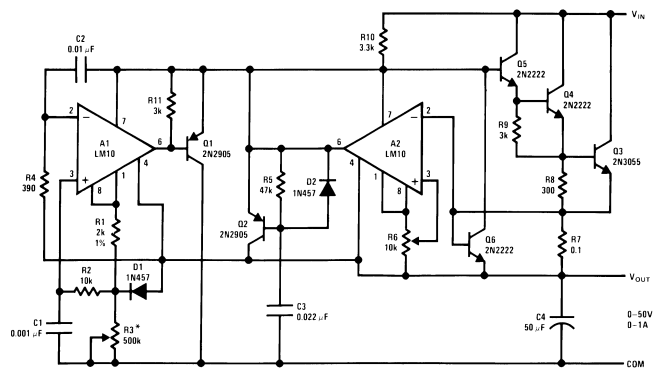 V_IN
R10
3.3k
C2
0.01 μF
Q5
2N2222
Q4
2N2222
R11
3k
Q1
2N2905
R9
3k
Q3
2N3055
2
−
7
A1
LM10
6
4
3
+
8
1
7
−
2
A2
LM10
6
4
1
8
+
3
R4
390
R5
47k
D2
1N457
R8
300
R1
2k
1%
Q2
2N2905
R6
10k
Q6
2N2222
R7
0.1
R2
10k
D1
1N457
V_OUT
C1
0.001 μF
R3*
500k
C3
0.022 μF
C4
50 μF
0–50V
0–1A
COM